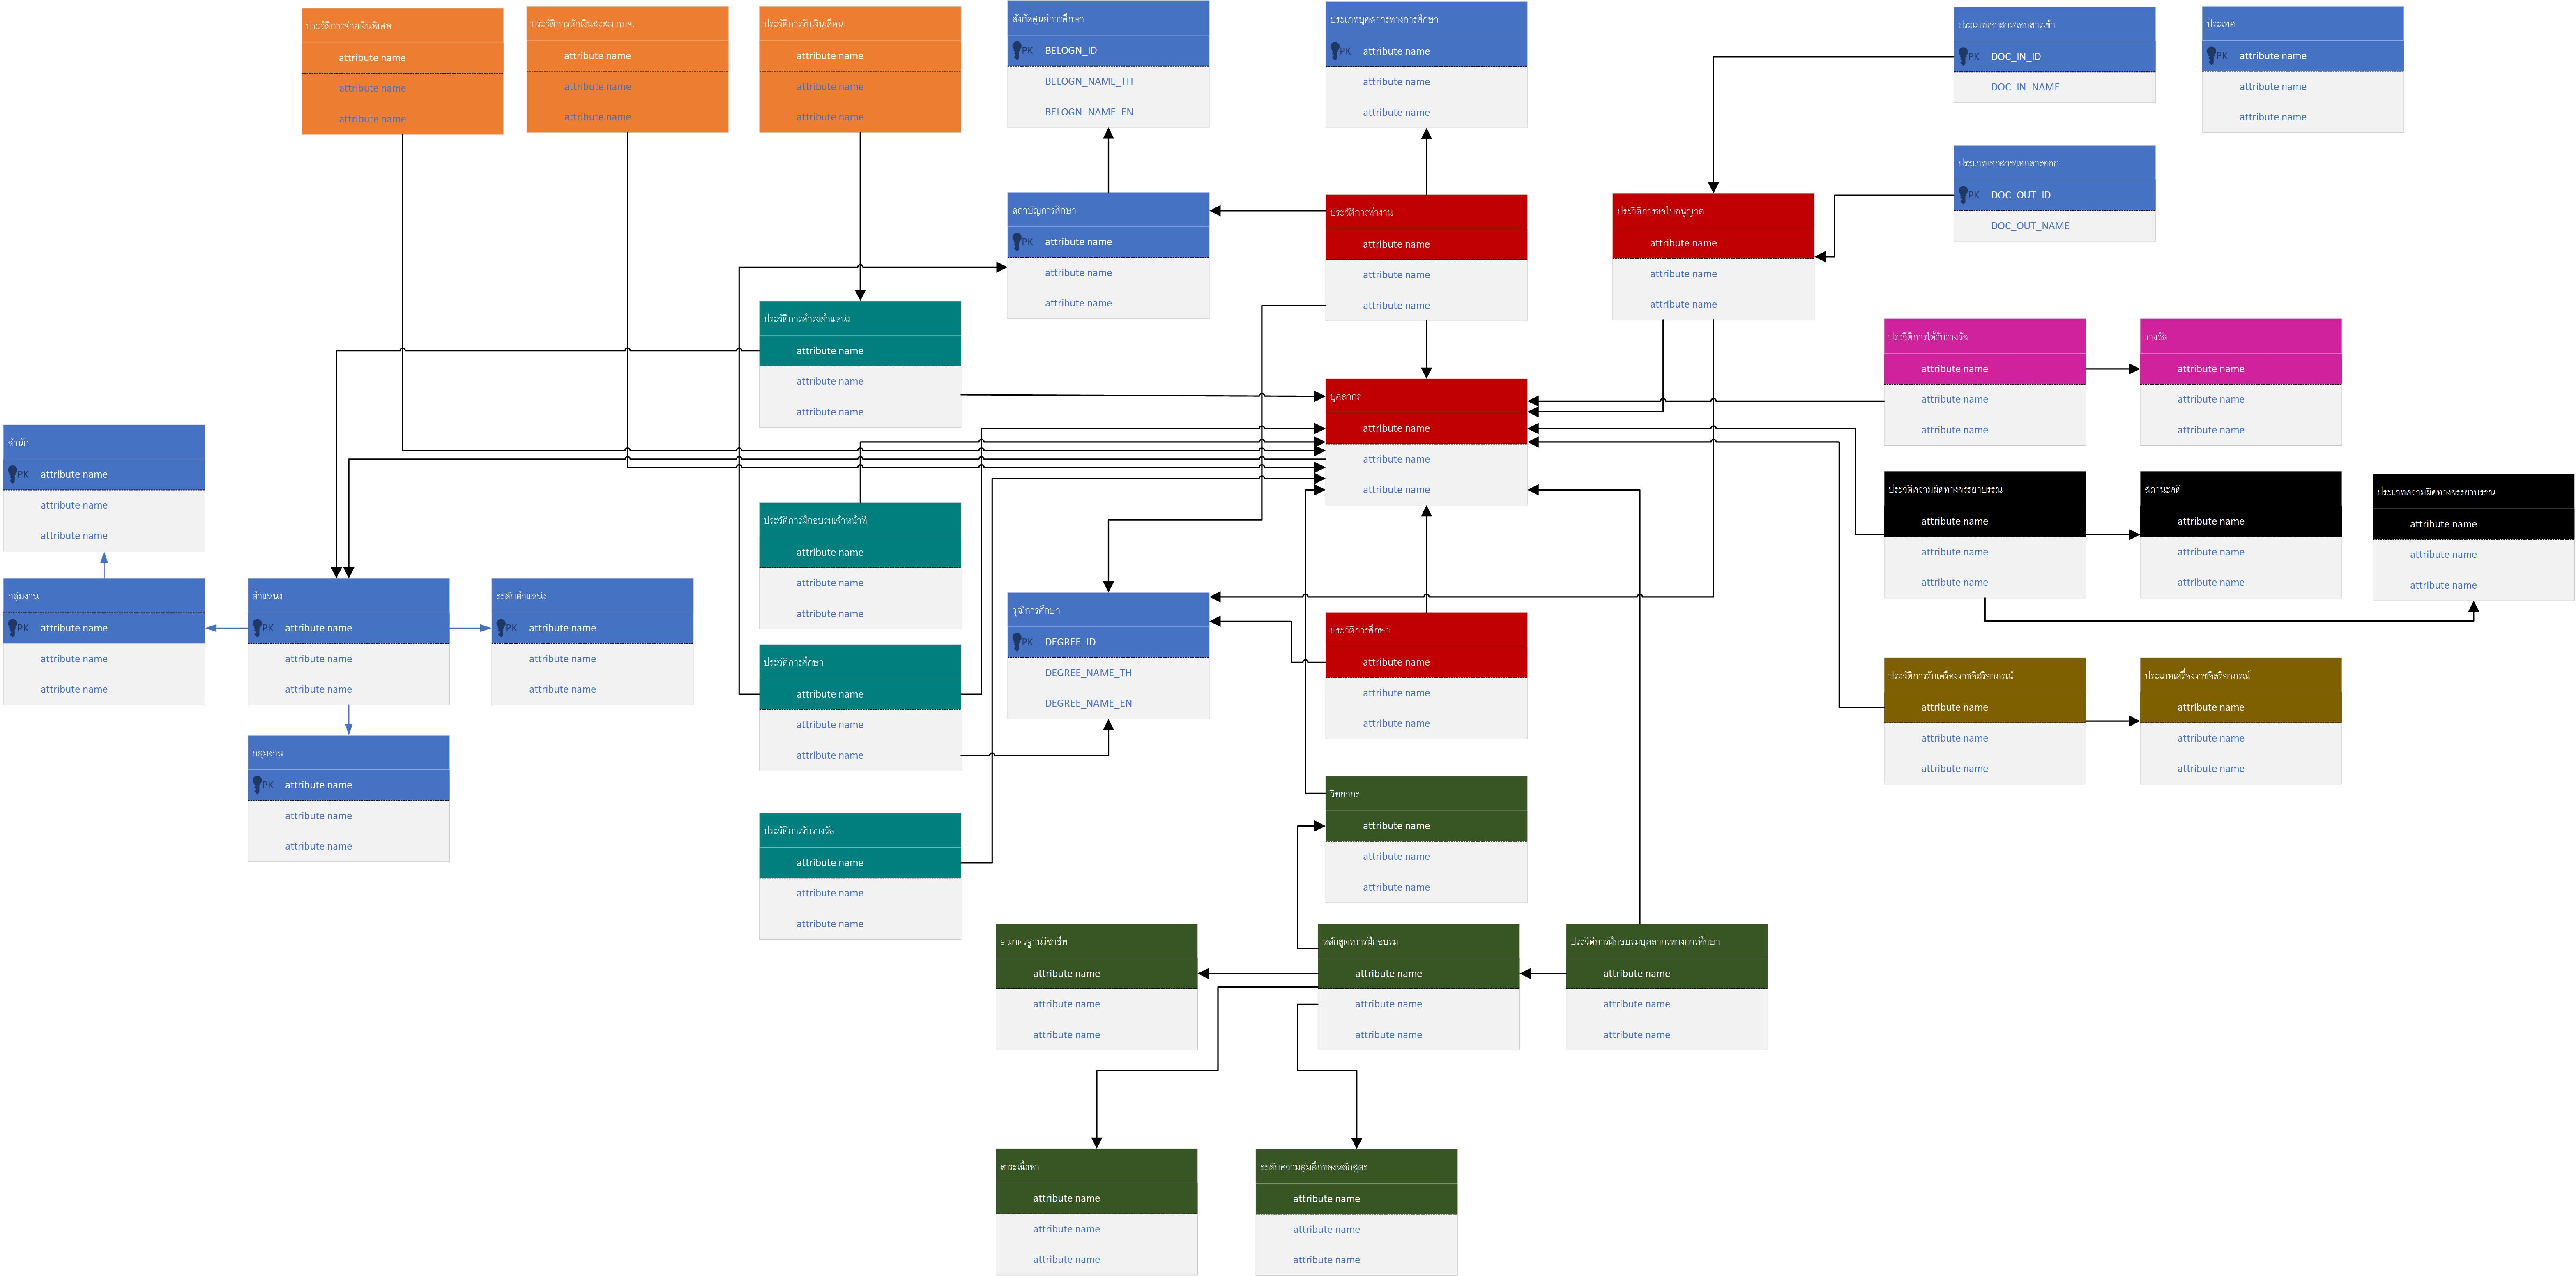 ประวัติการจ่ายเงินพิเศษ
attribute name
attribute name
attribute name
ประวัติการหักเงินสะสม กบจ.
attribute name
attribute name
attribute name
ประวัติการรับเงินเดือน
attribute name
attribute name
attribute name
สังกัดศูนย์การศึกษา
PK BELOGN_ID
BELOGN_NAME_TH
BELOGN_NAME_EN
ประเภทบุคลากรทางการศึกษา
PK attribute name
attribute name
attribute name
ประเภทเอกสาร/เอกสารเข้า
PK DOC_IN_ID
DOC_IN_NAME
ประเทศ
PK attribute name
attribute name
attribute name
ประเภทเอกสาร/เอกสารออก
PK DOC_OUT_ID
DOC_OUT_NAME
สถาบัญการศึกษา
PK attribute name
attribute name
attribute name
ประวัติการทำงาน
attribute name
attribute name
attribute name
ประวิติการขอใบอนุญาต
attribute name
attribute name
attribute name
ประวัติการดำรงตำแหน่ง
attribute name
attribute name
attribute name
บุคลากร
attribute name
attribute name
attribute name
ประวัติการได้รับรางวัล
attribute name
attribute name
attribute name
รางวัล
attribute name
attribute name
attribute name
สำนัก
PK attribute name
attribute name
attribute name
ประวัติการฝึกอบรมเจ้าหน้าที่
attribute name
attribute name
attribute name
ประวัติความผิดทางจรรยาบรรณ
attribute name
attribute name
attribute name
สถานะคดี
attribute name
attribute name
attribute name
ประเภทความผิดทางจรรยาบรรณ
attribute name
attribute name
attribute name
กลุ่มงาน
PK attribute name
attribute name
attribute name
ตำแหน่ง
PK attribute name
attribute name
attribute name
ระดับตำแหน่ง
PK attribute name
attribute name
attribute name
วุฒิการศึกษา
PK DEGREE_ID
DEGREE_NAME_TH
DEGREE_NAME_EN
ประวัติการศึกษา
attribute name
attribute name
attribute name
ประวัติการศึกษา
attribute name
attribute name
attribute name
ประวัติการรับเครื่องราชอิสริยาภรณ์
attribute name
attribute name
attribute name
ประเภทเครื่องราชอิสริยาภรณ์
attribute name
attribute name
attribute name
กลุ่มงาน
PK attribute name
attribute name
attribute name
ประวัติการรับรางวัล
attribute name
attribute name
attribute name
วิทยากร
attribute name
attribute name
attribute name
9 มาตรฐานวิชาชีพ
attribute name
attribute name
attribute name
หลักสูตรการฝึกอบรม
attribute name
attribute name
attribute name
ประวิติการฝึกอบรมบุคลากรทางการศึกษา
attribute name
attribute name
attribute name
สาระเนื้อหา
attribute name
attribute name
attribute name
ระดับความลุ่มลึกของหลักสูตร
attribute name
attribute name
attribute name